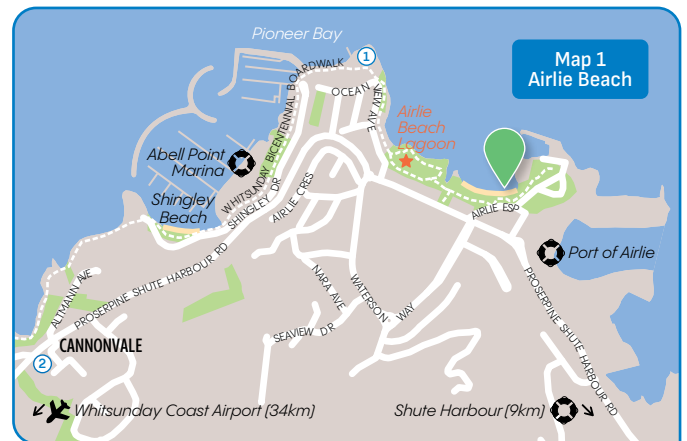 Pioneer Bay
1
Map 1
Airlie Beach
WHITSUNDAY BICENTENNIAL BOARDWALK
OCEAN VIEW AVE
Airlie
Beach
Lagoon
Abell Point
Marina
Shingley
Beach
SHINGLEY DR
AIRLIE CRES
AIRLIE ESP
Port of Airlie
ALTMANN AVE
PROSERPINE SHUTE HARBOUR RD
NARA AVE
WATERSON WAY
PROSERPINE SHUTE HARBOUR RD
SEAVIEW DR
CANNONVALE
2
Whitsunday Coast Airport (34km)
Shute Harbour (9km)